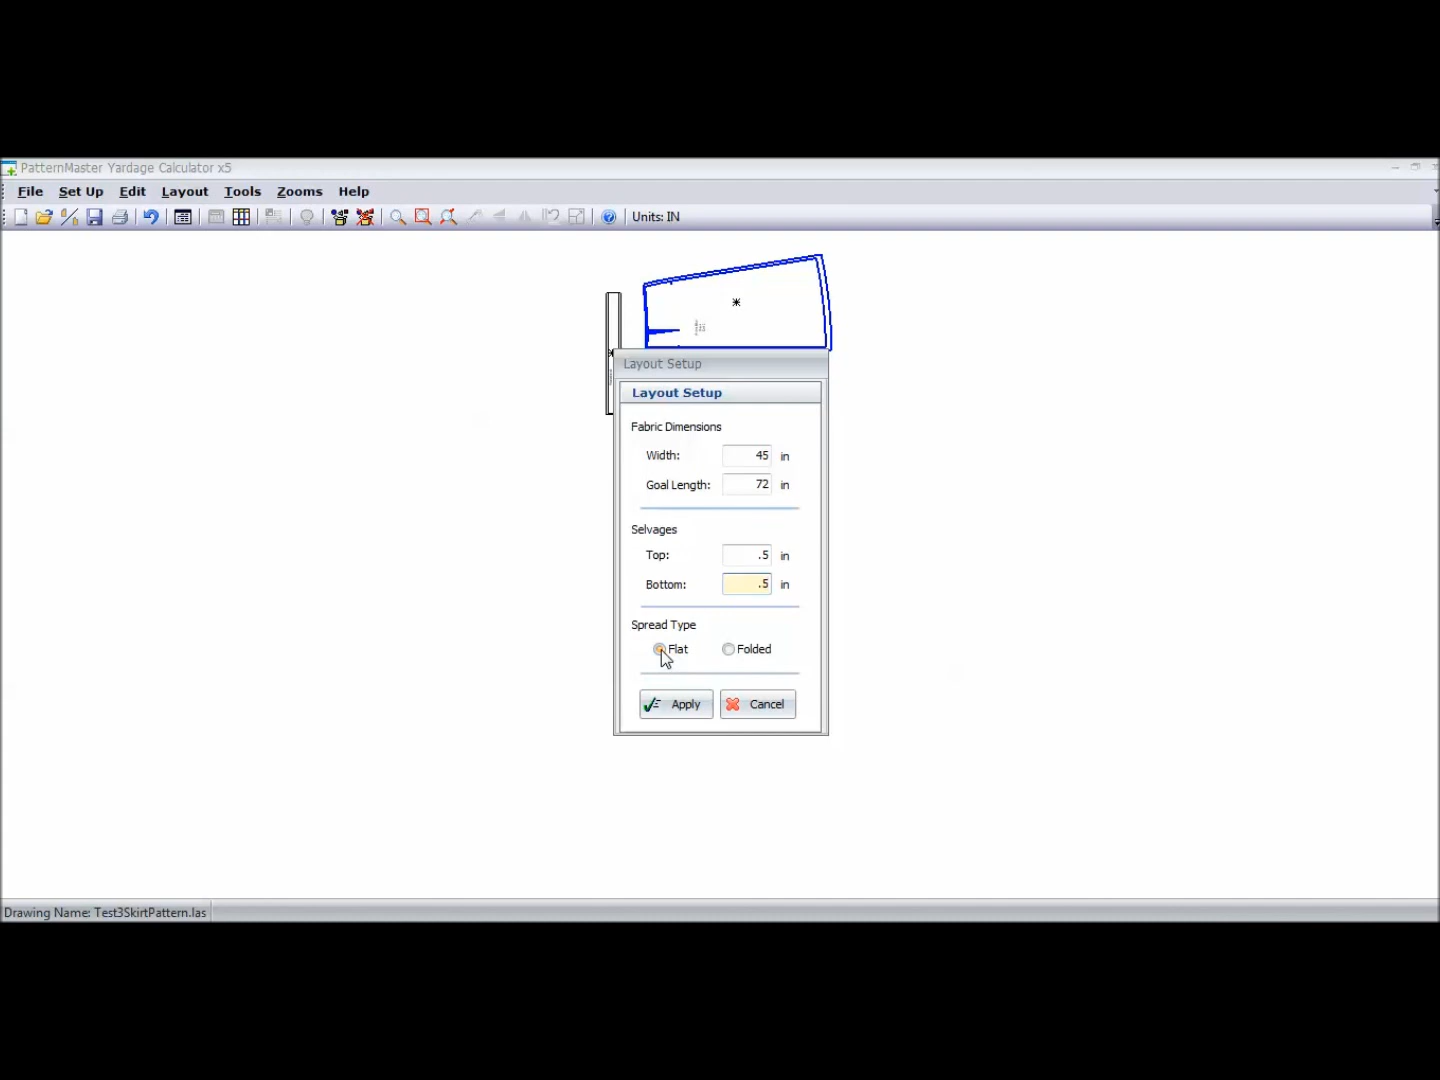 PatternMaster Yardage Calculator x5
File Set Up Edit Layout Tools Zooms Help
Units: IN
Layout Setup
Layout Setup
Fabric Dimensions
Width: 45 in
Goal Length: 72 in
Selvages
Top: .5 in
Bottom: .5 in
Spread Type
Flat Folded
Apply Cancel
Drawing Name: Test3SkirtPattern.las